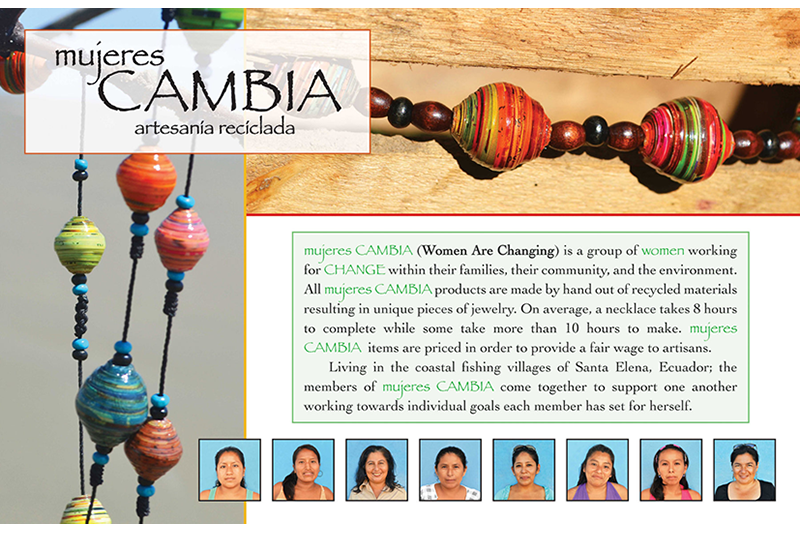 mujeres
CAMBIA
artesanía reciclada
mujeres CAMBIA (Women Are Changing) is a group of women working
for CHANGE within their families, their community, and the environment.
All mujeres CAMBIA products are made by hand out of recycled materials
resulting in unique pieces of jewelry. On average, a necklace takes 8 hours
to complete while some take more than 10 hours to make. mujeres
CAMBIA items are priced in order to provide a fair wage to artisans.
Living in the coastal fishing villages of Santa Elena, Ecuador; the
members of mujeres CAMBIA come together to support one another
working towards individual goals each member has set for herself.